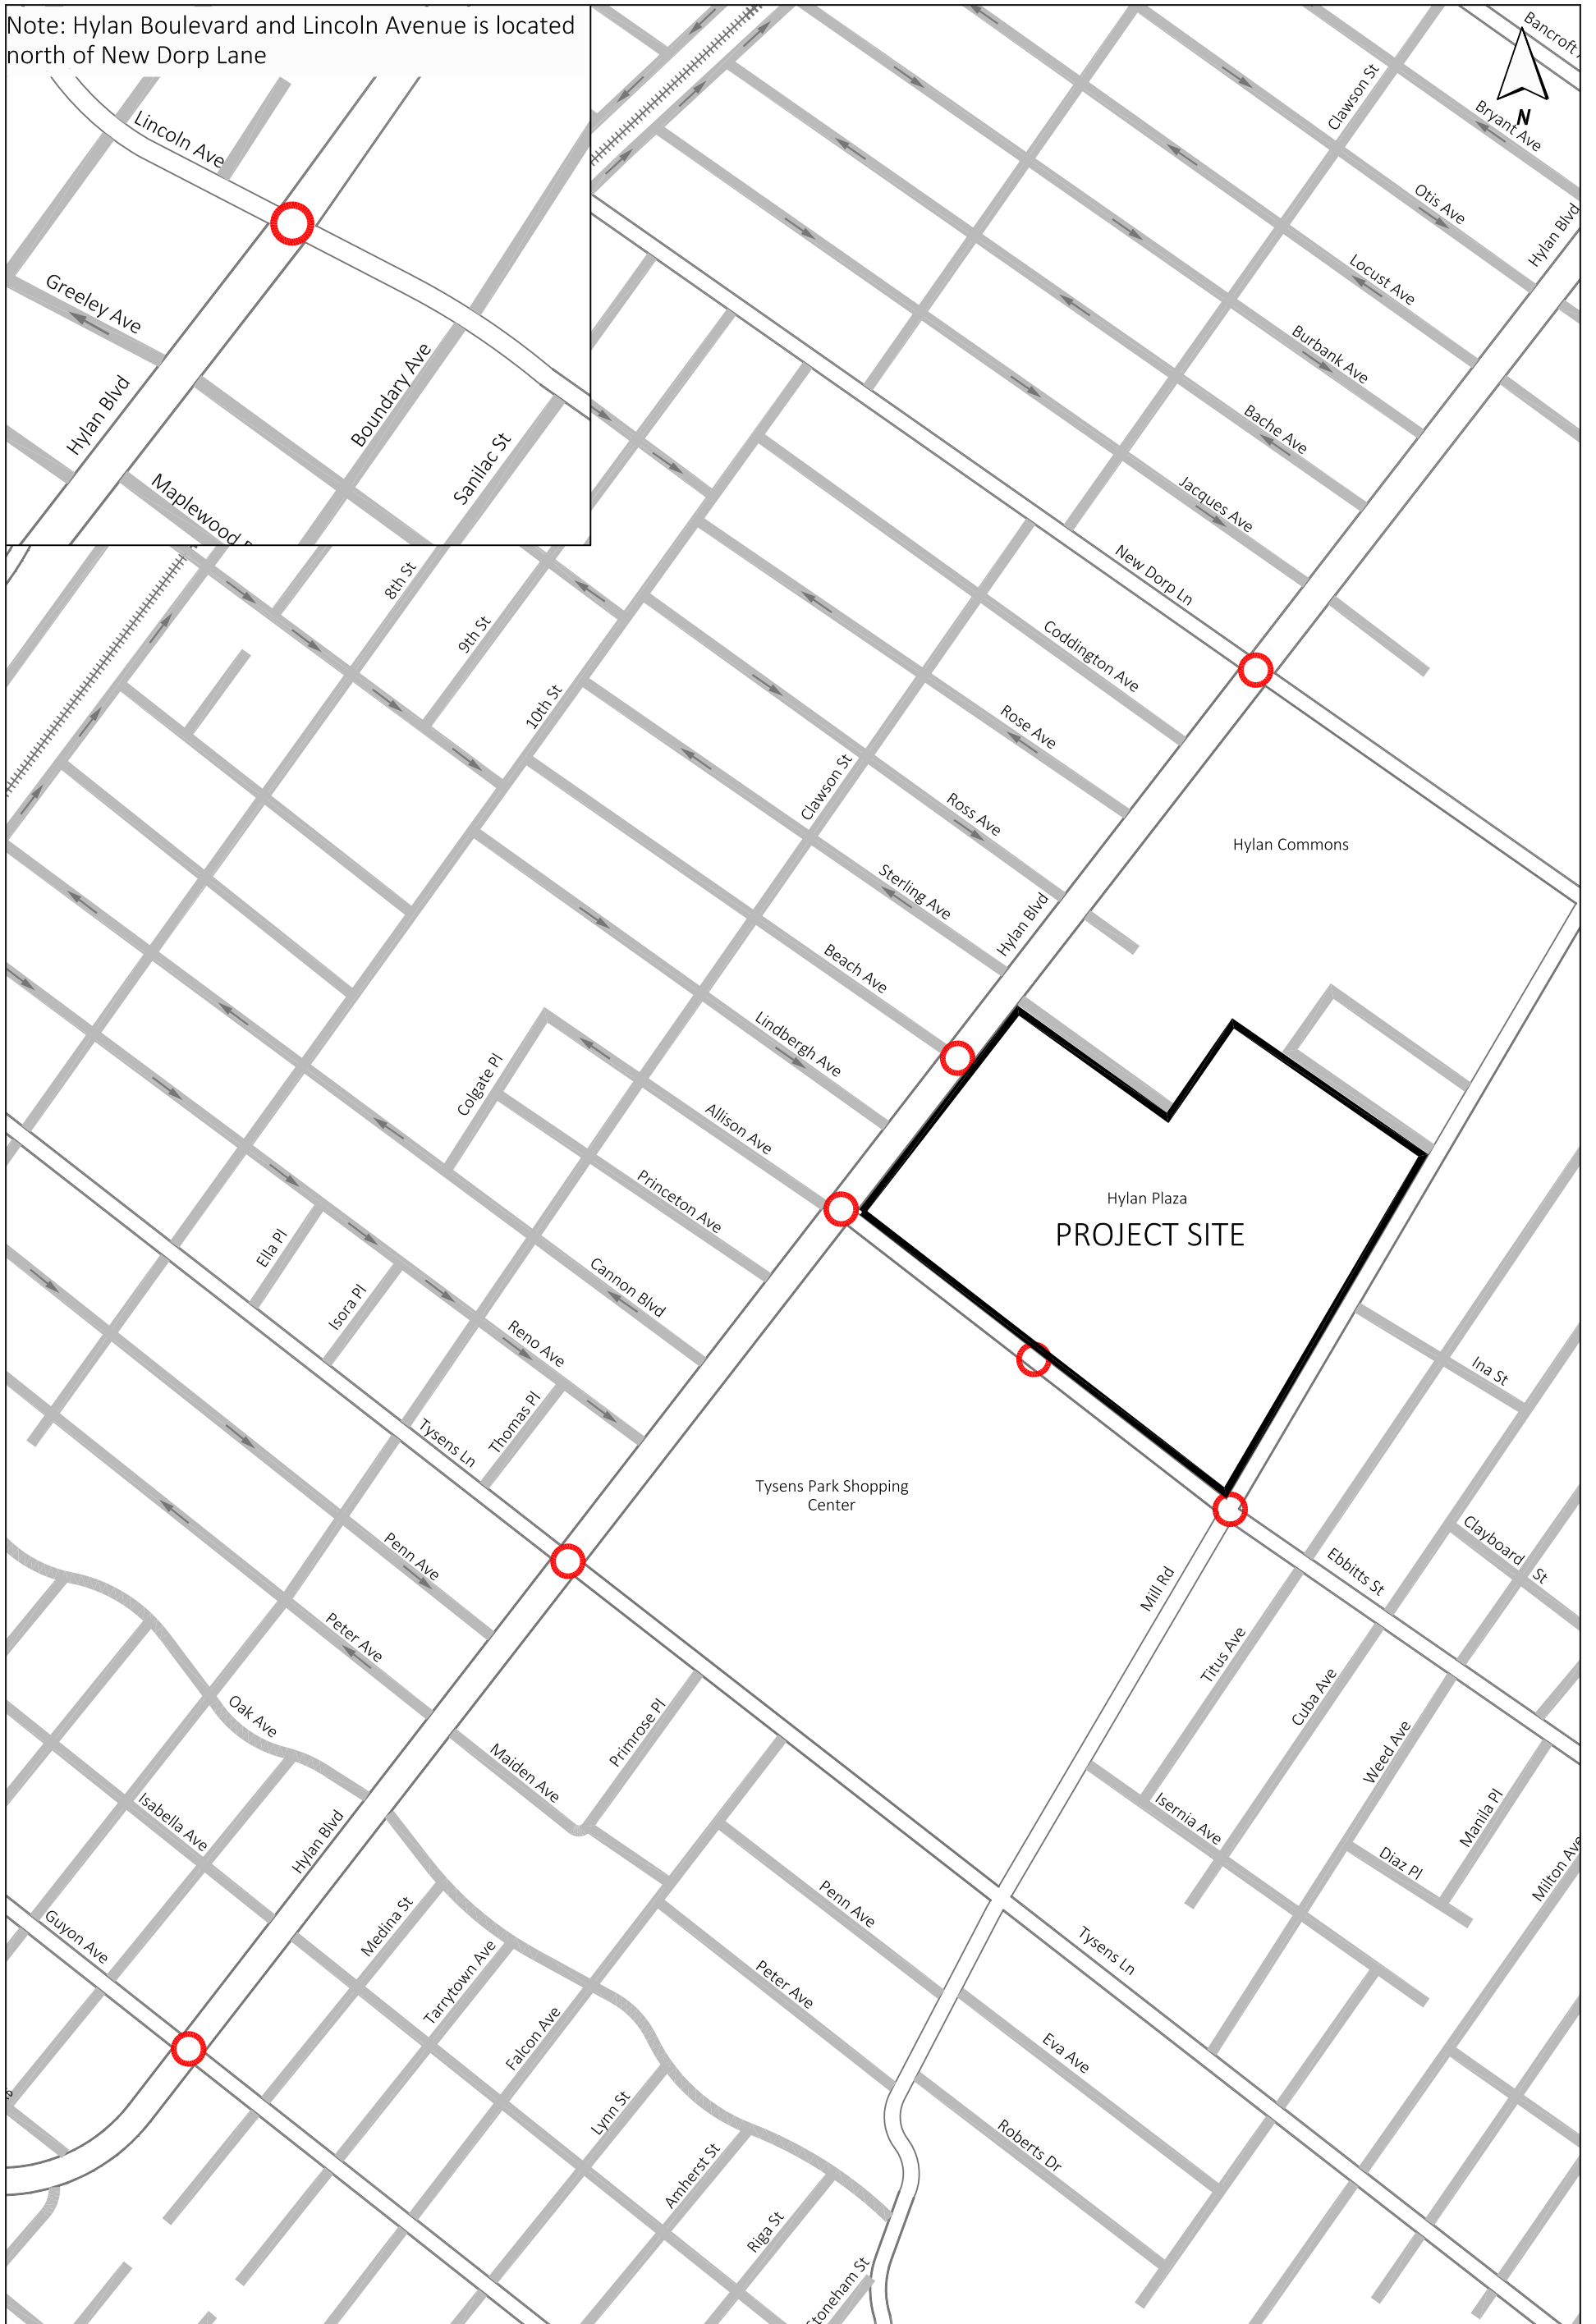 Note: Hylan Boulevard and Lincoln Avenue is located
north of New Dorp Lane
Bancroft
N
Clawson St
Bryant Ave
Lincoln Ave
Otis Ave
Hylan Blvd
Locust Ave
Greeley Ave
Burbank Ave
Boundary Ave
Hylan Blvd
Bache Ave
Sanilac St
Jacques Ave
Maplewood
New Dorp Ln
8th St
9th St
Coddington Ave
10th St
Rose Ave
Clawson St
Ross Ave
Hylan Commons
Sterling Ave
Hylan Blvd
Beach Ave
Lindbergh Ave
Colgate Pl
Allison Ave
Princeton Ave
Hylan Plaza
PROJECT SITE
Ella Pl
Cannon Blvd
Isora Pl
Reno Ave
Ina St
Thomas Pl
Tysens Ln
Tysens Park Shopping
Center
Clayboard St
Penn Ave
Ebbitts St
Mill Rd
Peter Ave
Titus Ave
Oak Ave
Cuba Ave
Primrose Pl
Weed Ave
Maiden Ave
Isabella Ave
Isernia Ave
Manila Pl
Hylan Blvd
Diaz Pl
Milton Ave
Penn Ave
Guyon Ave
Medina St
Tysens Ln
Tarrytown Ave
Peter Ave
Falcon Ave
Eva Ave
Lynn St
Roberts Dr
Amherst St
Riga St
Stoneham St